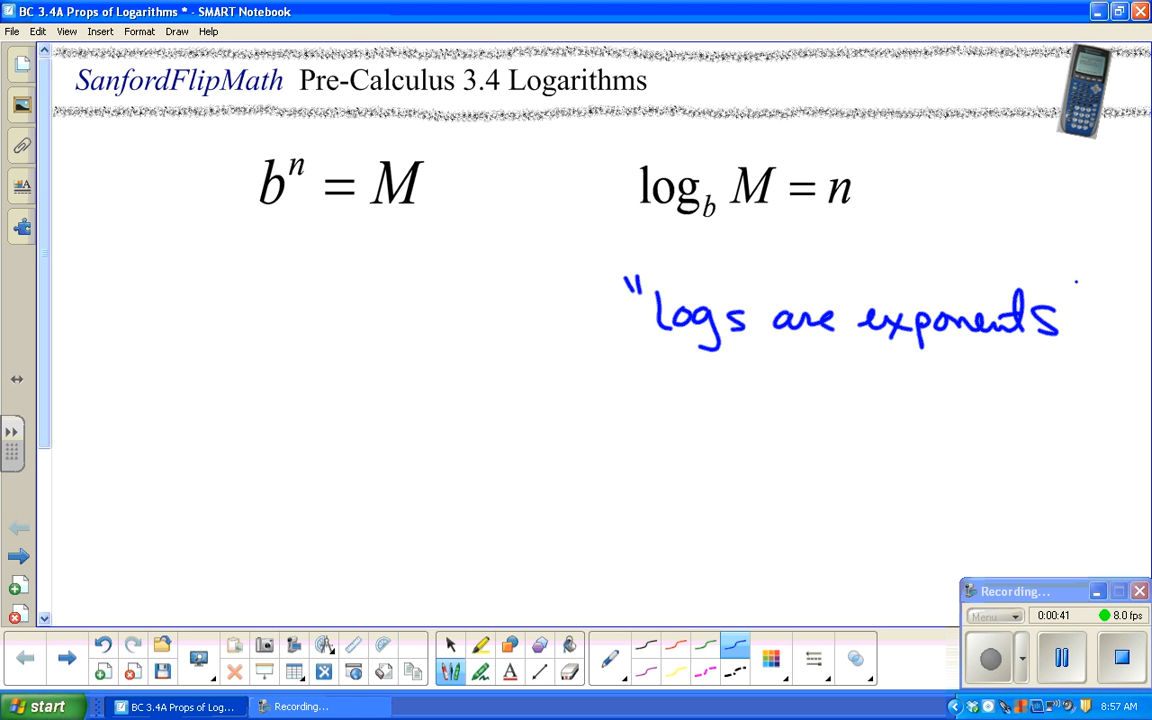 BC 3.4A Props of Logarithms * - SMART Notebook
File Edit View Insert Format Draw Help
SanfordFlipMath Pre-Calculus 3.4 Logarithms
bⁿ = M
log_b M = n
"logs are exponents
Recording...
Menu
0:00:41
8.0 fps
start
BC 3.4A Props of Log...
Recording...
8:57 AM